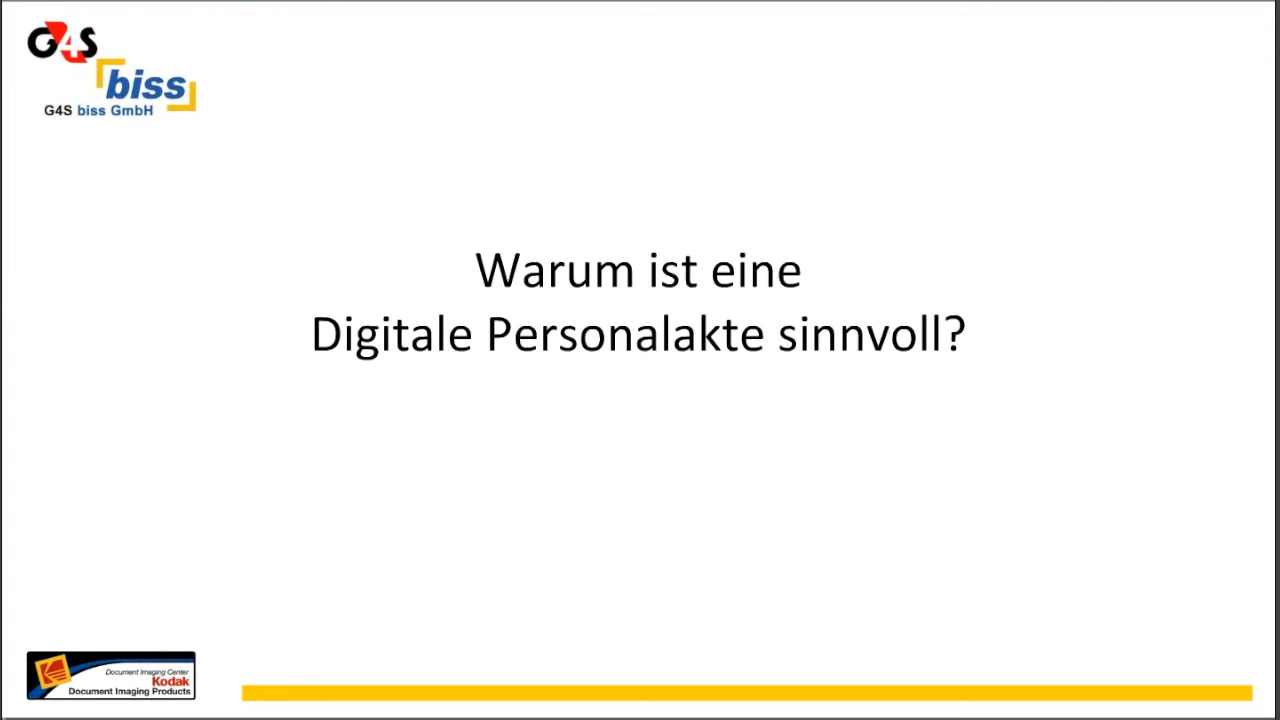 G4S
biss
G4S biss GmbH
Warum ist eine
Digitale Personalakte sinnvoll?
Document Imaging Center
Kodak
Document Imaging Products